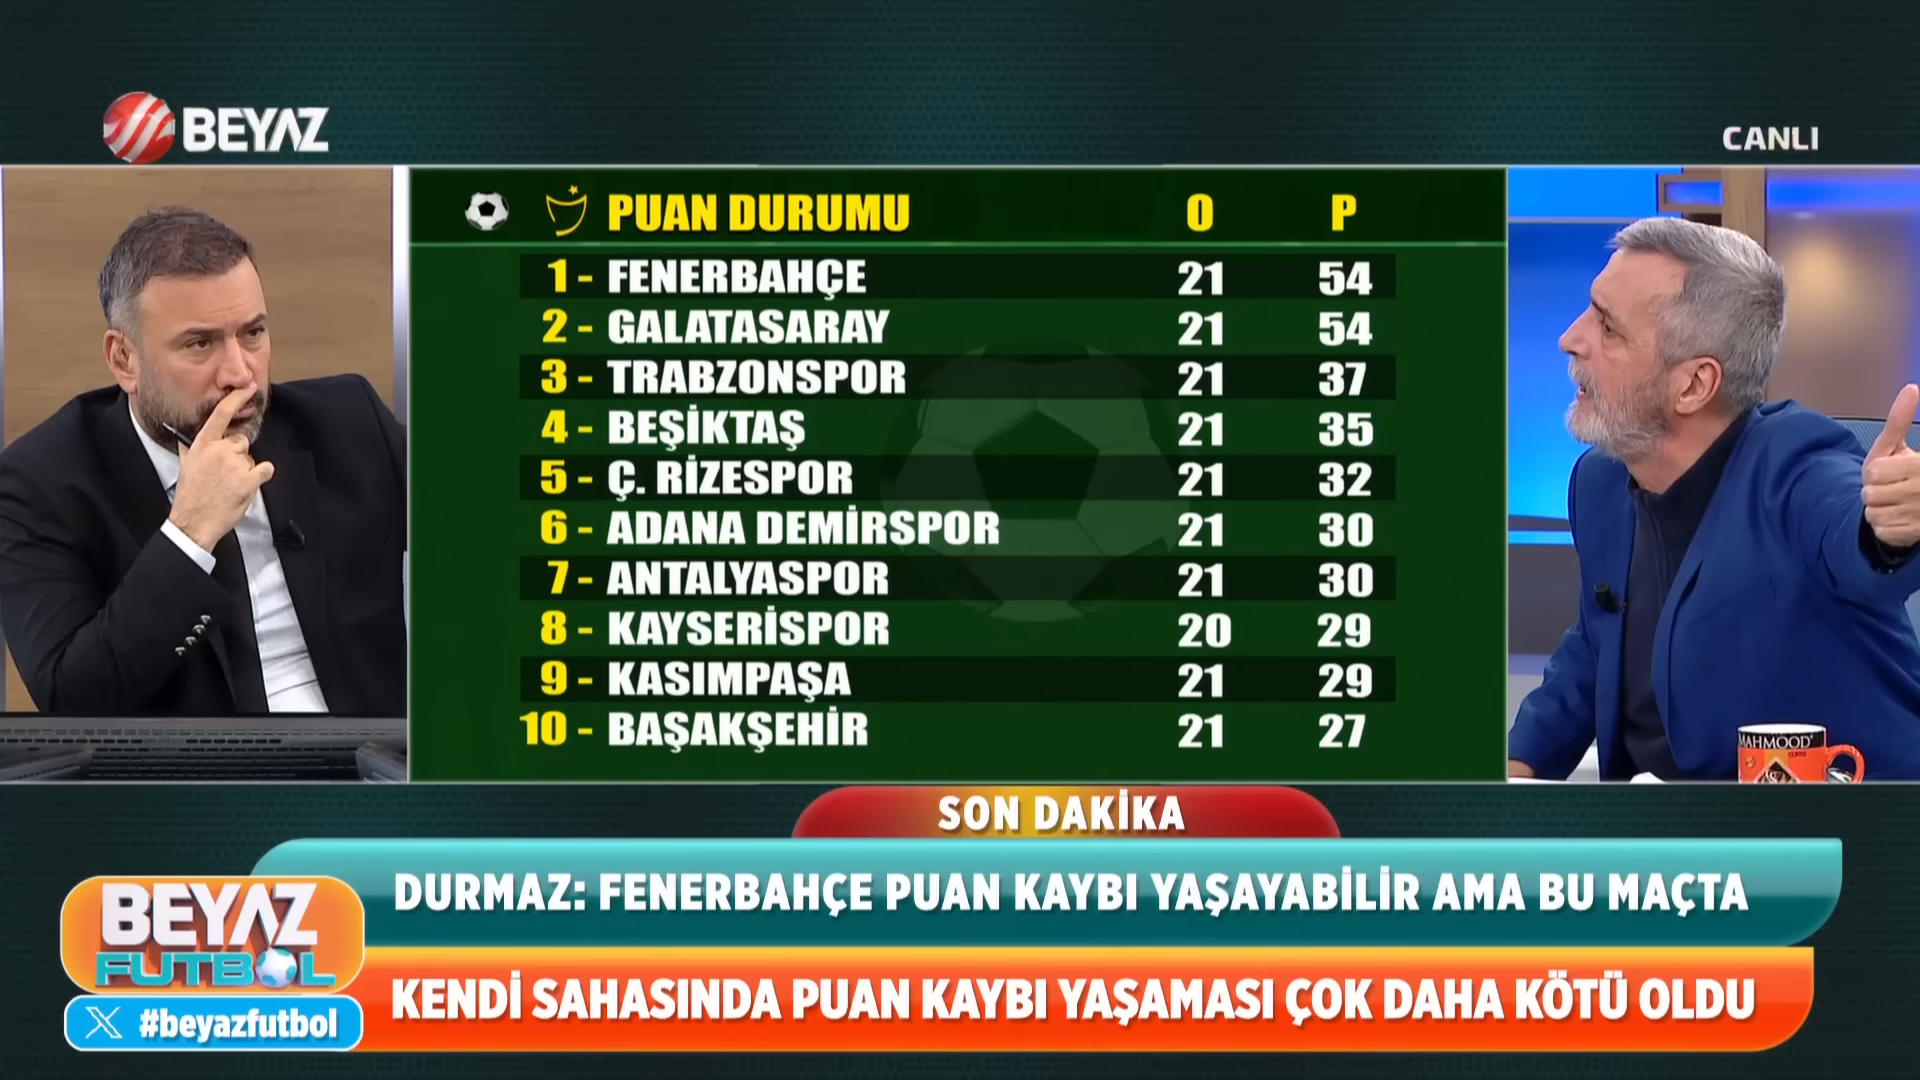 BEYAZ
CANLI
PUAN DURUMU O P
1 - FENERBAHÇE 21 54
2 - GALATASARAY 21 54
3 - TRABZONSPOR 21 37
4 - BEŞİKTAŞ 21 35
5 - Ç. RİZESPOR 21 32
6 - ADANA DEMİRSPOR 21 30
7 - ANTALYASPOR 21 30
8 - KAYSERİSPOR 20 29
9 - KASIMPAŞA 21 29
10 - BAŞAKŞEHİR 21 27
MAHMOOD
SON DAKİKA
DURMAZ: FENERBAHÇE PUAN KAYBI YAŞAYABİLİR AMA BU MAÇTA
KENDİ SAHASINDA PUAN KAYBI YAŞAMASI ÇOK DAHA KÖTÜ OLDU
BEYAZ
FUTBOL
#beyazfutbol